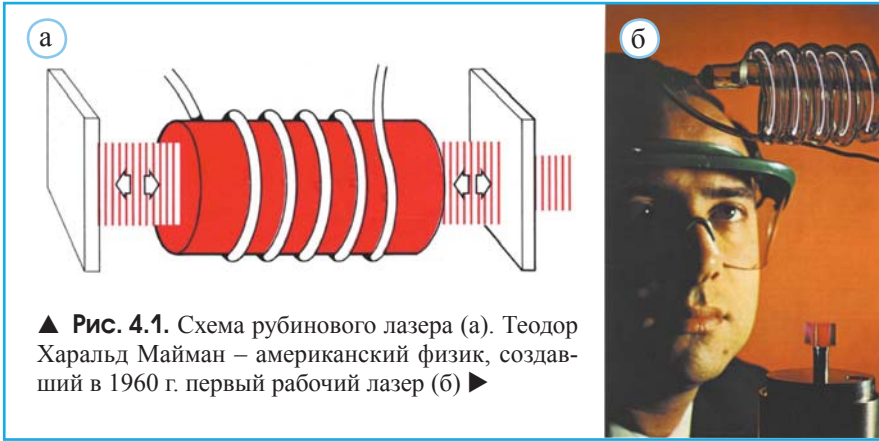 а
б
▲ Рис. 4.1. Схема рубинового лазера (а). Теодор
Харальд Майман – американский физик, создав-
ший в 1960 г. первый рабочий лазер (б) ▶